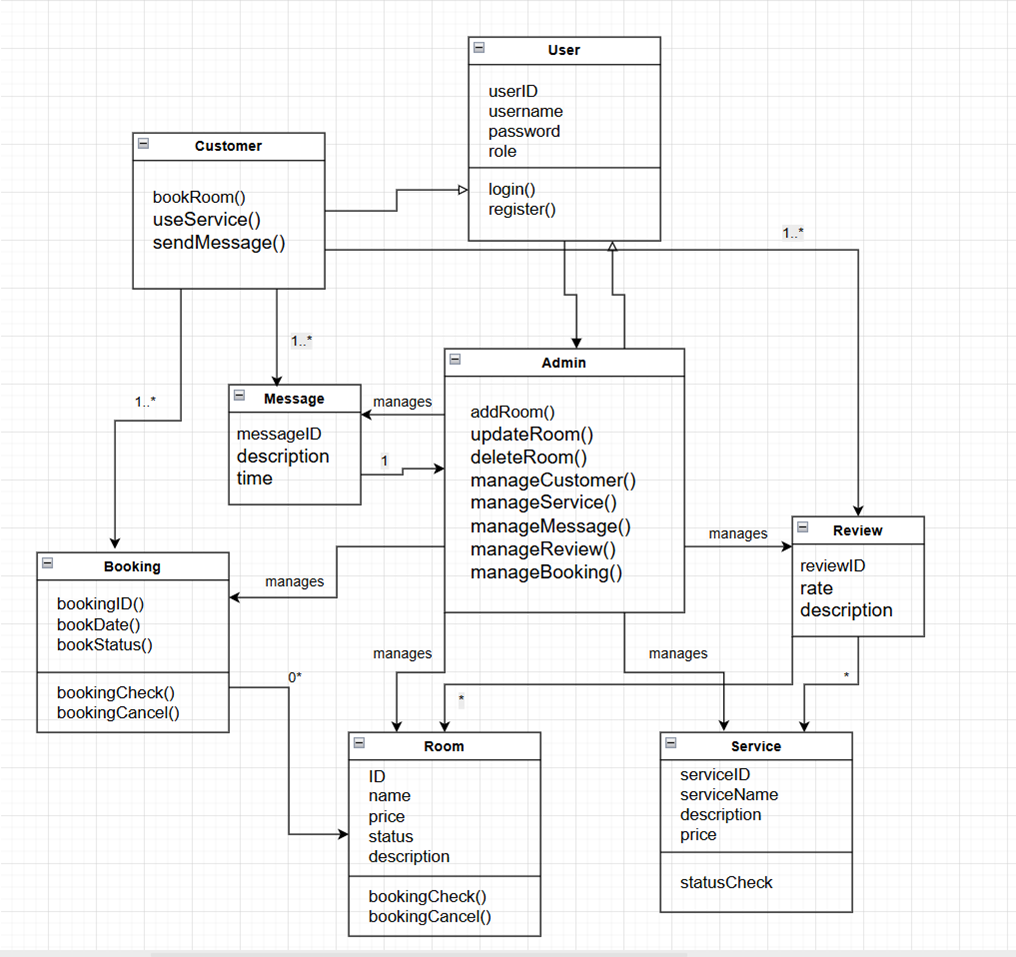 User
userID
username
password
role
login()
register()
Customer
bookRoom()
useService()
sendMessage()
1..*
1..*
1..*
Message
messageID
description
time
manages
1
Admin
addRoom()
updateRoom()
deleteRoom()
manageCustomer()
manageService()
manageMessage()
manageReview()
manageBooking()
manages
Review
reviewID
rate
description
Booking
bookingID()
bookDate()
bookStatus()
bookingCheck()
bookingCancel()
manages
manages
manages
0*
*
*
Room
ID
name
price
status
description
bookingCheck()
bookingCancel()
Service
serviceID
serviceName
description
price
statusCheck